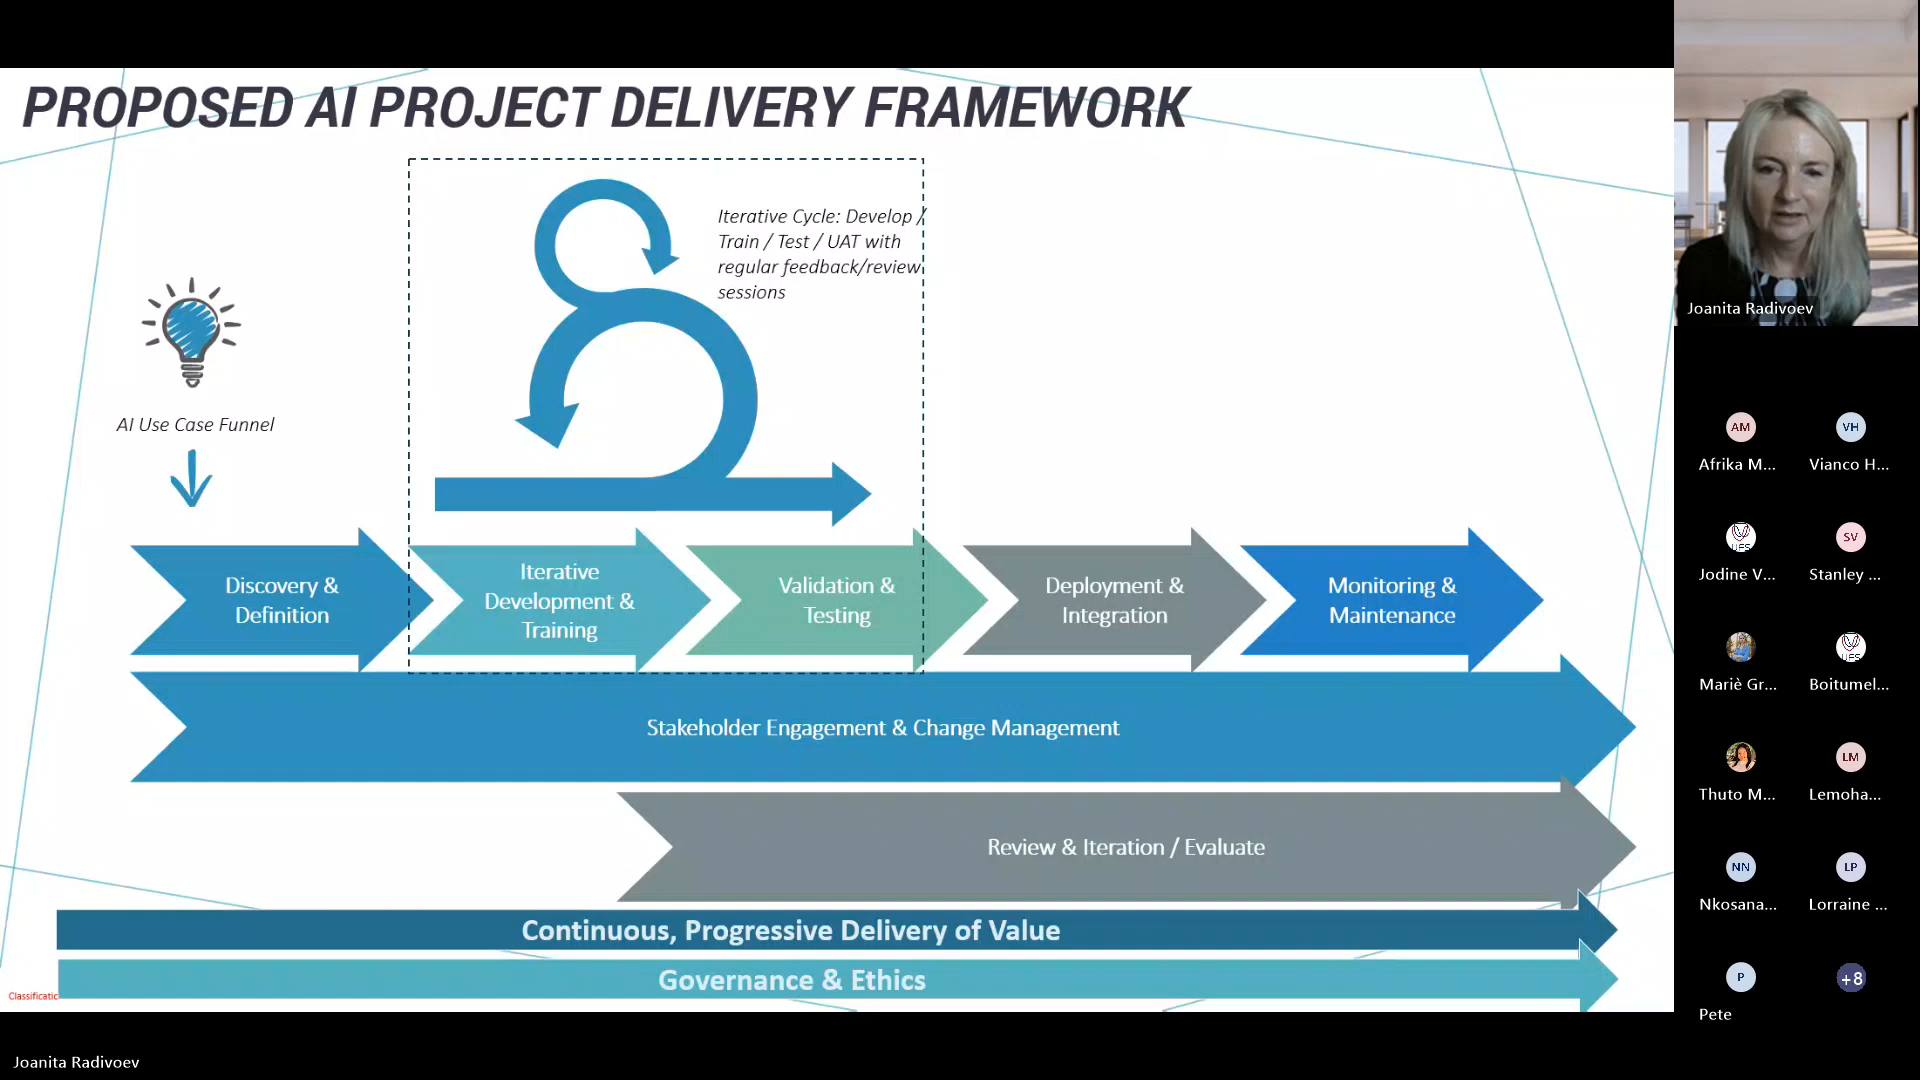 PROPOSED AI PROJECT DELIVERY FRAMEWORK
Iterative Cycle: Develop /
Train / Test / UAT with
regular feedback/review
sessions
AI Use Case Funnel
Discovery &
Definition
Iterative
Development &
Training
Validation &
Testing
Deployment &
Integration
Monitoring &
Maintenance
Stakeholder Engagement & Change Management
Review & Iteration / Evaluate
Continuous, Progressive Delivery of Value
Governance & Ethics
Classificatic
Joanita Radivoev
Joanita Radivoev
AM
VH
Afrika M...
Vianco H...
UFS
SV
Jodine V...
Stanley ...
UFS
Mariè Gr...
Boitumel...
LM
Thuto M...
Lemoha...
NN
LP
Nkosana...
Lorraine ...
P
+8
Pete